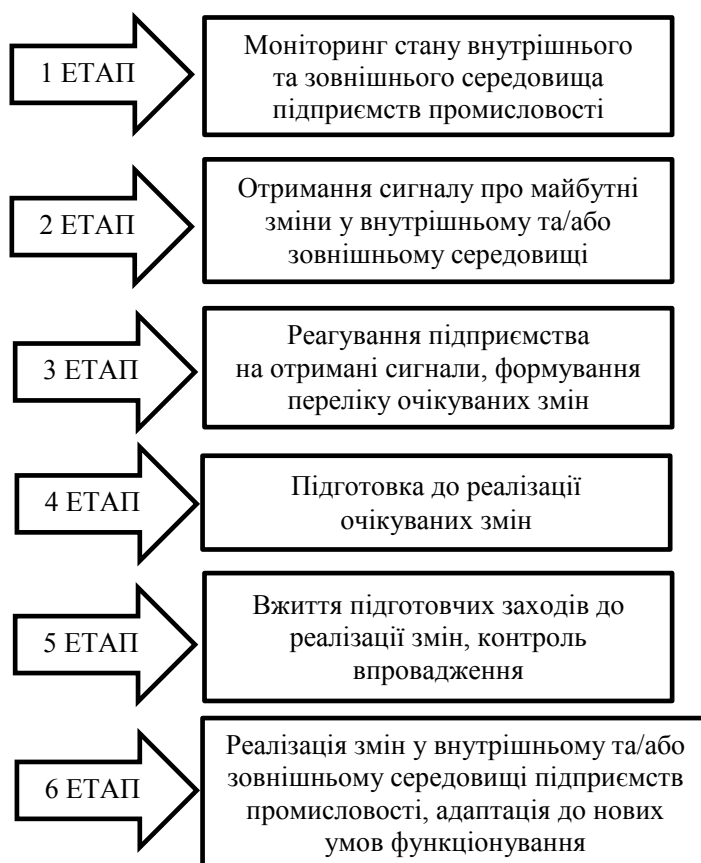 1 ЕТАП
Моніторинг стану внутрішнього
та зовнішнього середовища
підприємств промисловості
2 ЕТАП
Отримання сигналу про майбутні
зміни у внутрішньому та/або
зовнішньому середовищі
3 ЕТАП
Реагування підприємства
на отримані сигнали, формування
переліку очікуваних змін
4 ЕТАП
Підготовка до реалізації
очікуваних змін
5 ЕТАП
Вжиття підготовчих заходів до
реалізації змін, контроль
впровадження
6 ЕТАП
Реалізація змін у внутрішньому та/або
зовнішньому середовищі підприємств
промисловості, адаптація до нових
умов функціонування